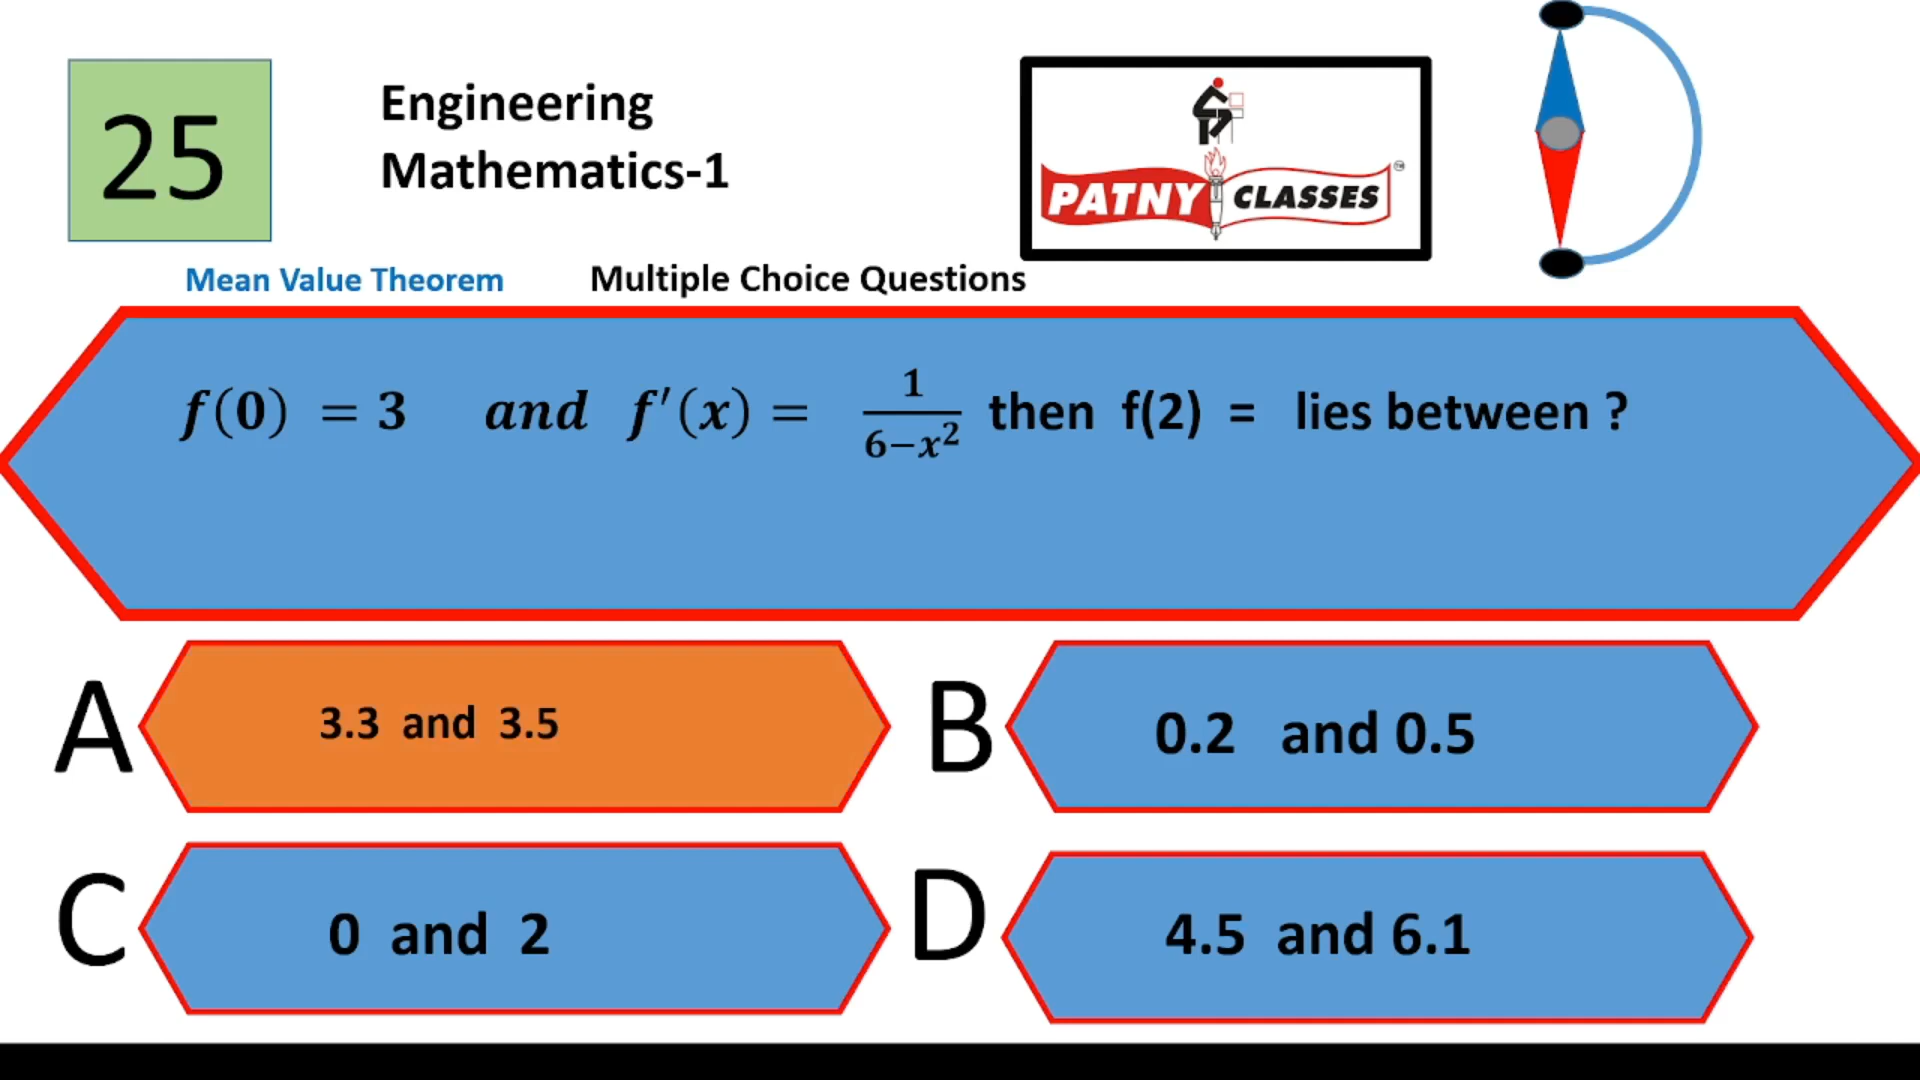 25
Engineering
Mathematics-1
PATNY CLASSES TM
Mean Value Theorem Multiple Choice Questions
f(0) = 3 and f′(x) = 1/(6−x²) then f(2) = lies between ?
A 3.3 and 3.5
B 0.2 and 0.5
C 0 and 2
D 4.5 and 6.1